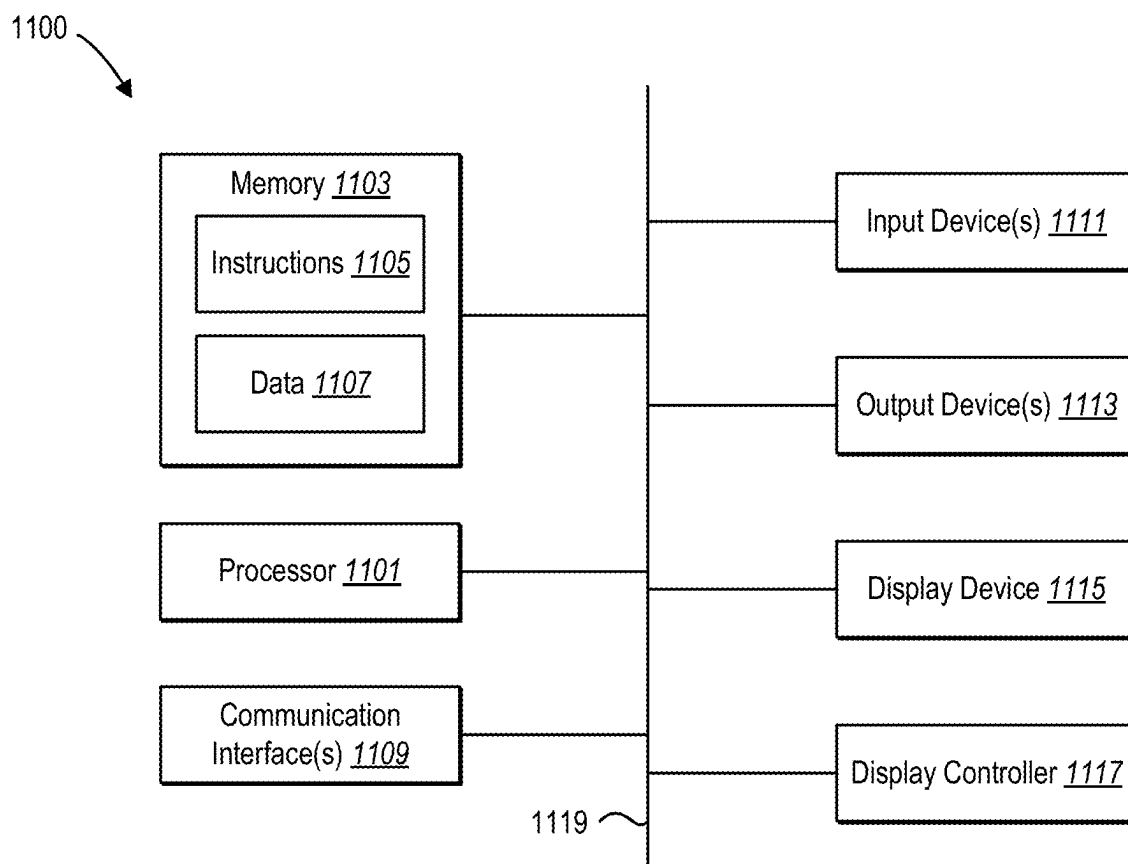 1100
Memory 1103
Instructions 1105
Data 1107
Processor 1101
Communication
Interface(s) 1109
Input Device(s) 1111
Output Device(s) 1113
Display Device 1115
Display Controller 1117
1119